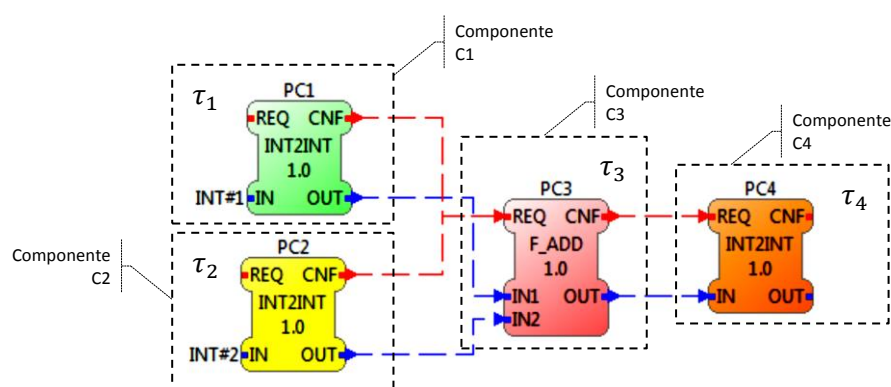 Componente
C1
τ1
PC1
REQ CNF
INT2INT
1.0
INT#1 IN OUT
Componente
C2
τ2
PC2
REQ CNF
INT2INT
1.0
INT#2 IN OUT
Componente
C3
τ3
PC3
REQ CNF
F_ADD
1.0
IN1 OUT
IN2
Componente
C4
τ4
PC4
REQ CNF
INT2INT
1.0
IN OUT